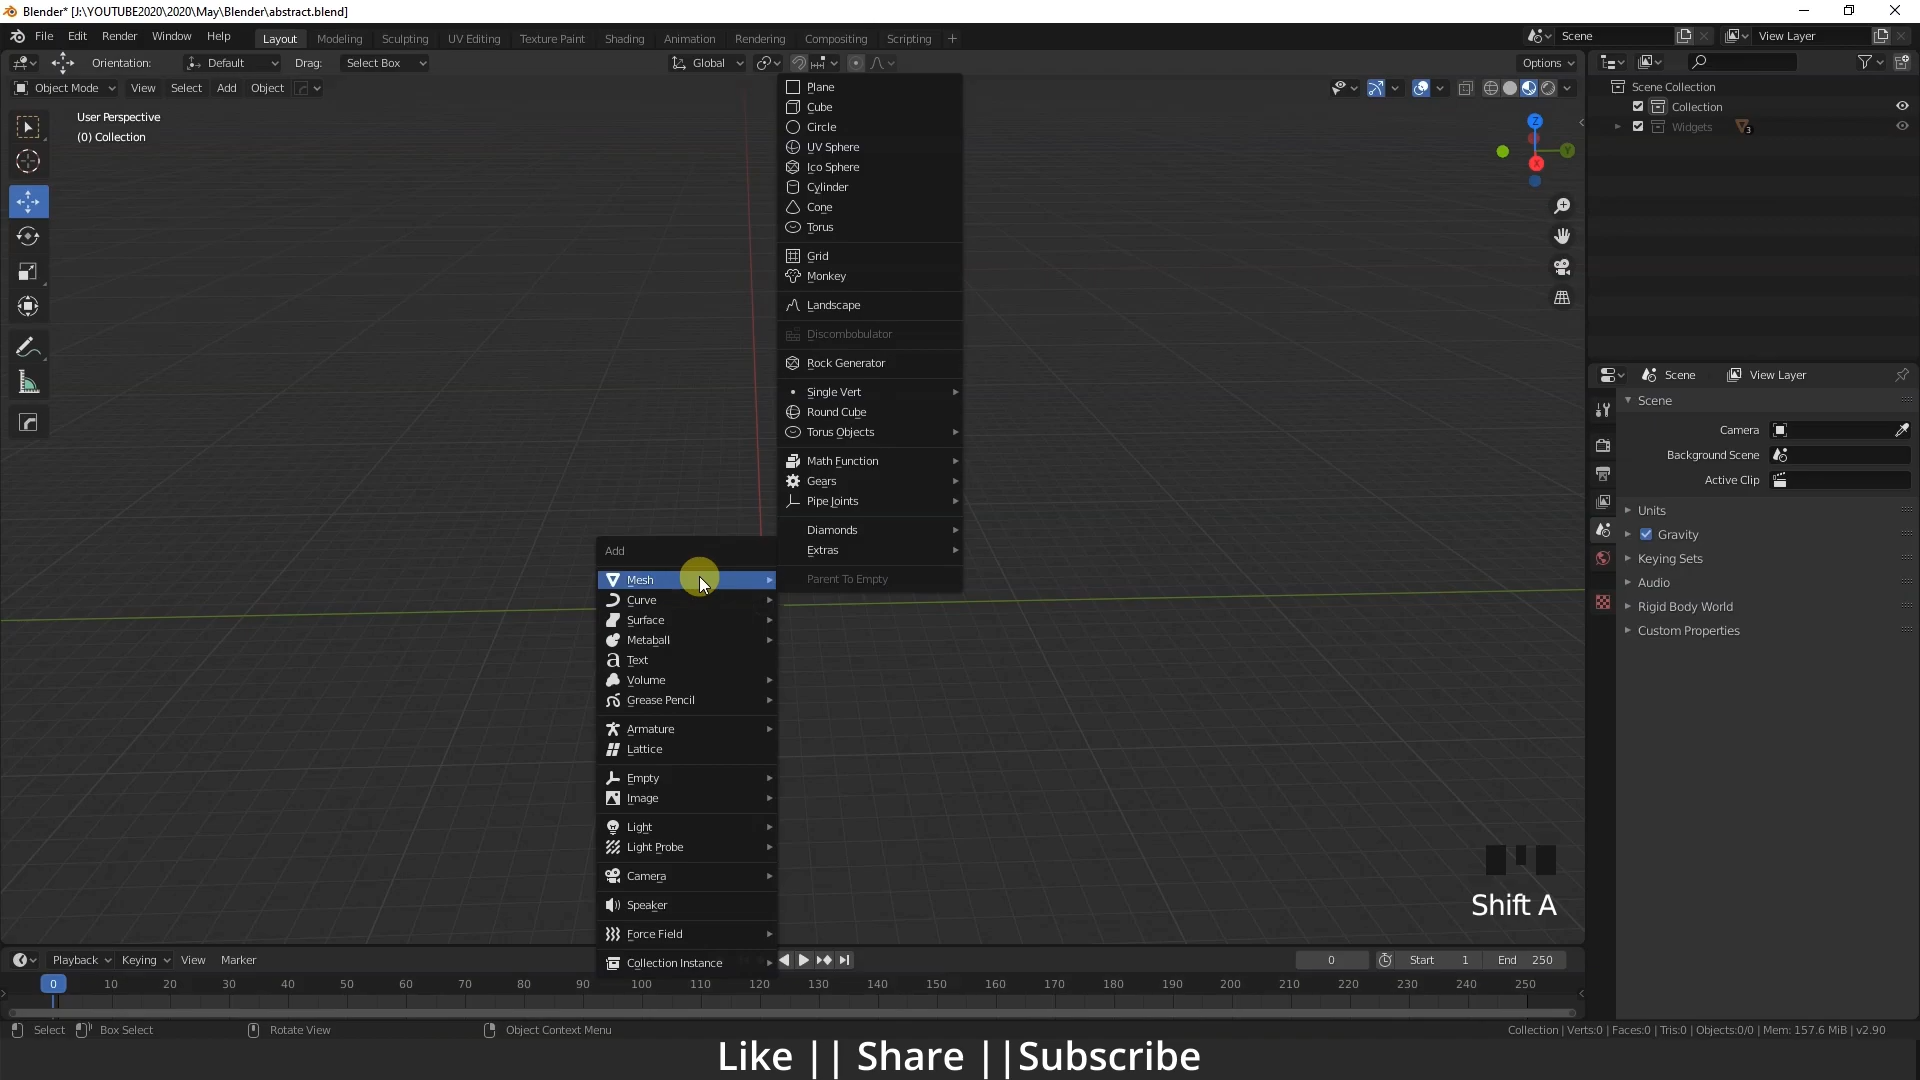 Blender* [J:\YOUTUBE2020\2020\May\Blender\abstract.blend]
File Edit Render Window Help Layout Modeling Sculpting UV Editing Texture Paint Shading Animation Rendering Compositing Scripting + Scene View Layer
Orientation: Default Drag: Select Box Global Options
Object Mode View Select Add Object
User Perspective
(0) Collection
Plane
Cube
Circle
UV Sphere
Ico Sphere
Cylinder
Cone
Torus
Grid
Monkey
Landscape
Discombobulator
Rock Generator
Single Vert
Round Cube
Torus Objects
Math Function
Gears
Pipe Joints
Diamonds
Extras
Parent To Empty
Add
Mesh
Curve
Surface
Metaball
Text
Volume
Grease Pencil
Armature
Lattice
Empty
Image
Light
Light Probe
Camera
Speaker
Force Field
Collection Instance
Z
Y
X
Scene Collection
Collection
Widgets 3
Scene View Layer
Scene
Camera
Background Scene
Active Clip
Units
Gravity
Keying Sets
Audio
Rigid Body World
Custom Properties
Shift A
Playback Keying View Marker 0 Start 1 End 250
0 10 20 30 40 50 60 70 80 90 100 110 120 130 140 150 160 170 180 190 200 210 220 230 240 250
Select Box Select Rotate View Object Context Menu Collection | Verts:0 | Faces:0 | Tris:0 | Objects:0/0 | Mem: 157.6 MiB | v2.90
Like || Share ||Subscribe